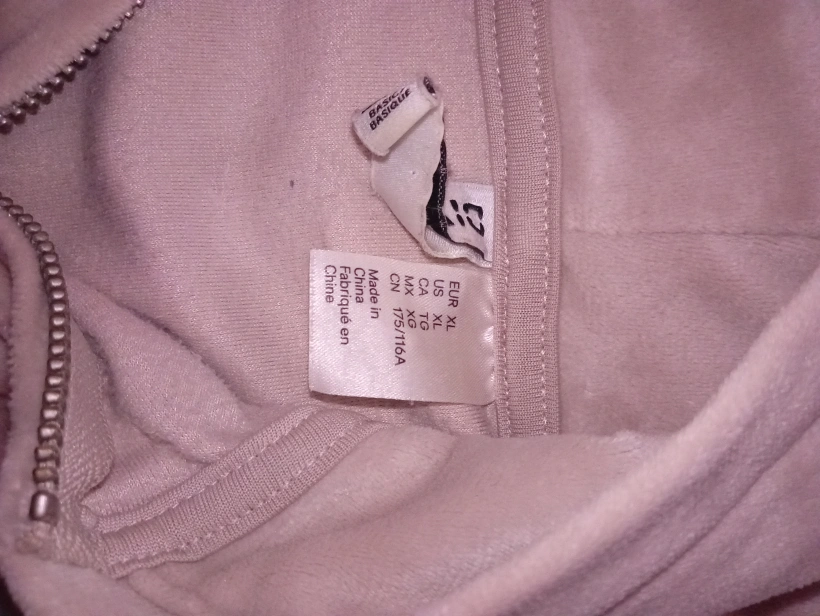 BASIC
BASIQUE
EUR XL
US XL
CA TG
MX XG
CN 175/116A
Made in
China
Fabriqué en
Chine